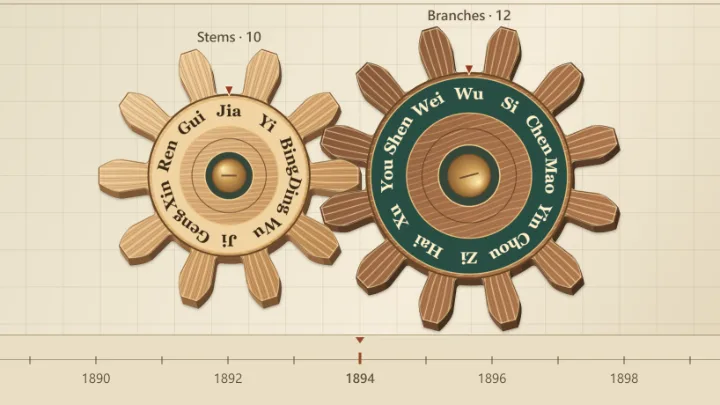 Stems · 10
Branches · 12
Jia Yi Bing Ding Wu Ji Geng Xin Ren Gui
Wu Si Chen Mao Yin Chou Zi Hai Xu You Shen Wei
1890 1892 1894 1896 1898